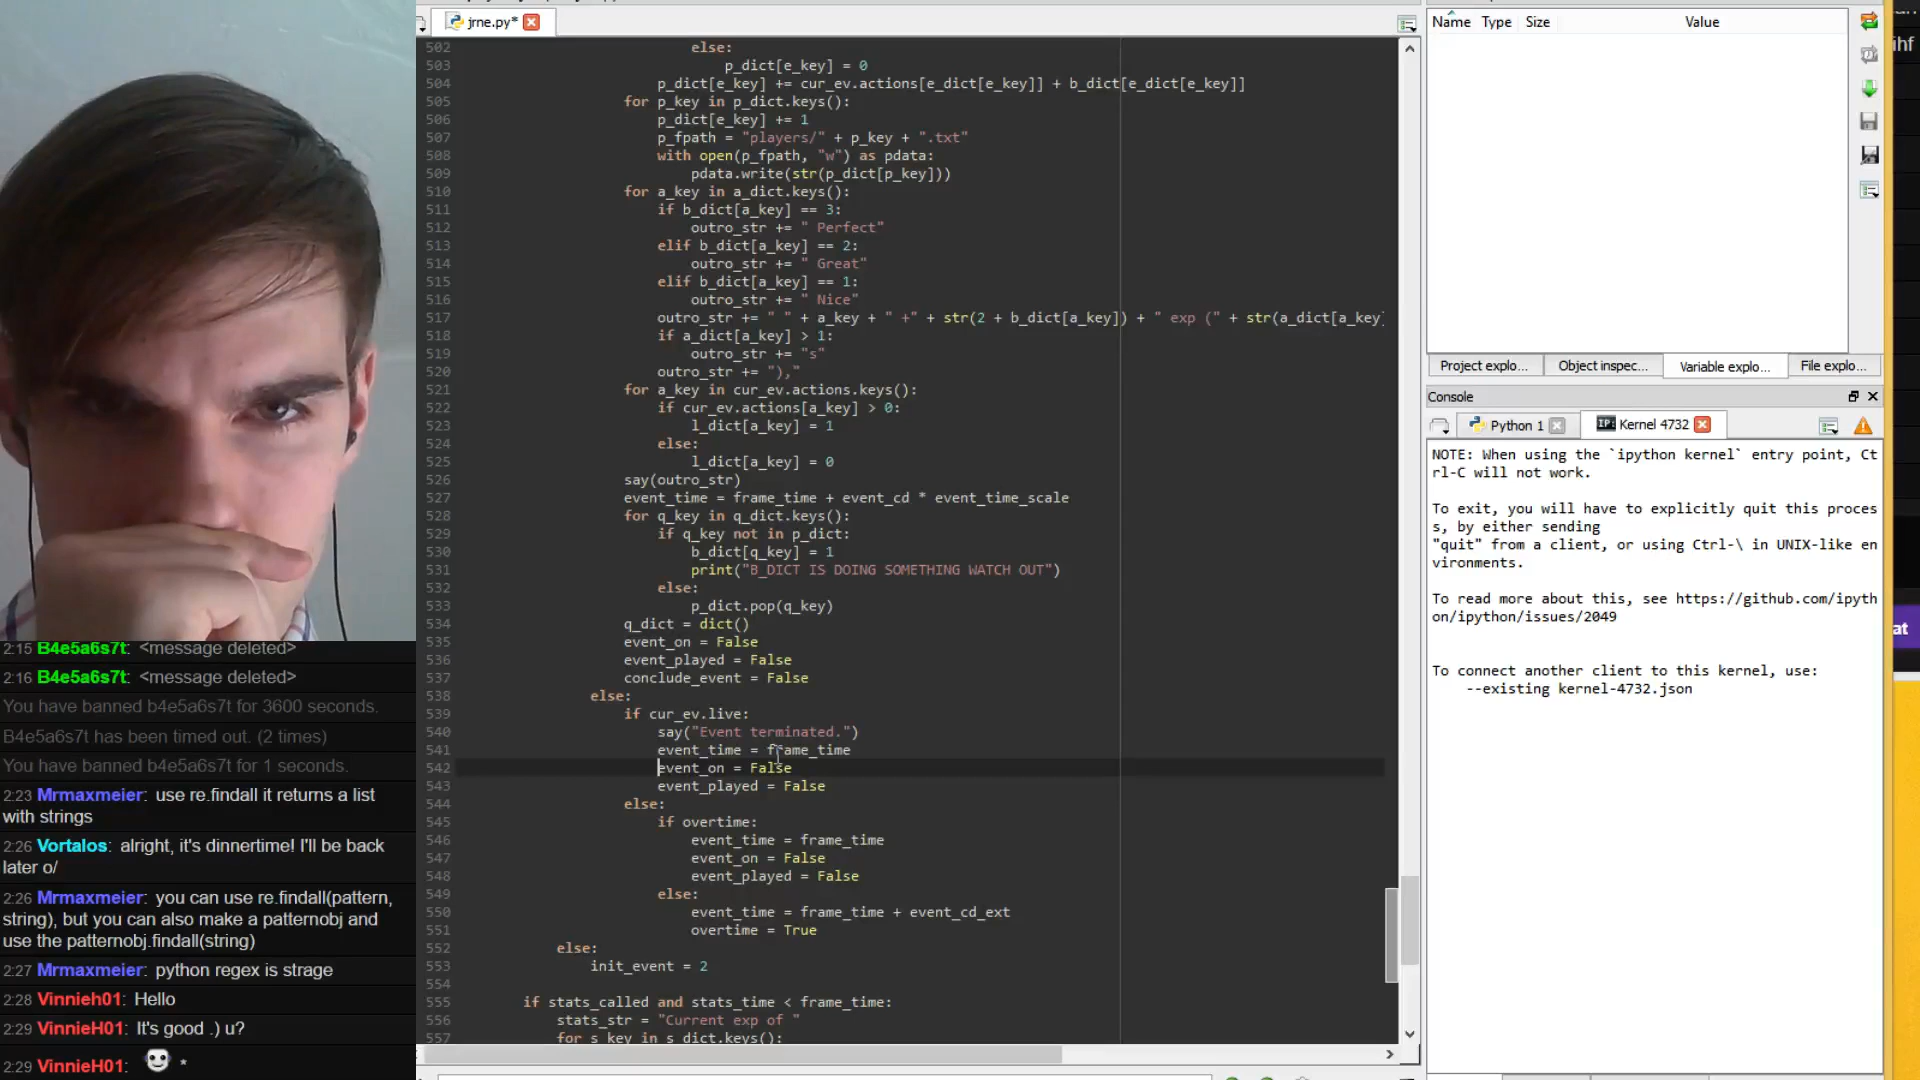 jrne.py*
502 else:
503 p_dict[e_key] = 0
504 p_dict[e_key] += cur_ev.actions[e_dict[e_key]] + b_dict[e_dict[e_key]]
505 for p_key in p_dict.keys():
506 p_dict[e_key] += 1
507 p_fpath = "players/" + p_key + ".txt"
508 with open(p_fpath, "w") as pdata:
509 pdata.write(str(p_dict[p_key]))
510 for a_key in a_dict.keys():
511 if b_dict[a_key] == 3:
512 outro_str += " Perfect"
513 elif b_dict[a_key] == 2:
514 outro_str += " Great"
515 elif b_dict[a_key] == 1:
516 outro_str += " Nice"
517 outro_str += " " + a_key + " +" + str(2 + b_dict[a_key]) + " exp (" + str(a_dict[a_key]
518 if a_dict[a_key] > 1:
519 outro_str += "s"
520 outro_str += "),"
521 for a_key in cur_ev.actions.keys():
522 if cur_ev.actions[a_key] > 0:
523 l_dict[a_key] = 1
524 else:
525 l_dict[a_key] = 0
526 say(outro_str)
527 event_time = frame_time + event_cd * event_time_scale
528 for q_key in q_dict.keys():
529 if q_key not in p_dict:
530 b_dict[q_key] = 1
531 print("B_DICT IS DOING SOMETHING WATCH OUT")
532 else:
533 p_dict.pop(q_key)
534 q_dict = dict()
535 event_on = False
536 event_played = False
537 conclude_event = False
538 else:
539 if cur_ev.live:
540 say("Event terminated.")
541 event_time = frame_time
542 event_on = False
543 event_played = False
544 else:
545 if overtime:
546 event_time = frame_time
547 event_on = False
548 event_played = False
549 else:
550 event_time = frame_time + event_cd_ext
551 overtime = True
552 else:
553 init_event = 2
554
555 if stats_called and stats_time < frame_time:
556 stats_str = "Current exp of "
557 for s_key in s_dict.keys():
Name Type Size Value
Project explo... Object inspec... Variable explo... File explo...
Console
Python 1 IP: Kernel 4732
NOTE: When using the `ipython kernel` entry point, Ct
rl-C will not work.
To exit, you will have to explicitly quit this proces
s, by either sending
"quit" from a client, or using Ctrl-\ in UNIX-like en
vironments.
To read more about this, see https://github.com/ipyth
on/ipython/issues/2049
To connect another client to this kernel, use:
--existing kernel-4732.json
2:15 B4e5a6s7t: <message deleted>
2:16 B4e5a6s7t: <message deleted>
You have banned b4e5a6s7t for 3600 seconds.
B4e5a6s7t has been timed out. (2 times)
You have banned b4e5a6s7t for 1 seconds.
2:23 Mrmaxmeier: use re.findall it returns a list
with strings
2:26 Vortalos: alright, it's dinnertime! I'll be back
later o/
2:26 Mrmaxmeier: you can use re.findall(pattern,
string), but you can also make a patternobj and
use the patternobj.findall(string)
2:27 Mrmaxmeier: python regex is strage
2:28 Vinnieh01: Hello
2:29 VinnieH01: It's good .) u?
2:29 VinnieH01: *
ihf
at